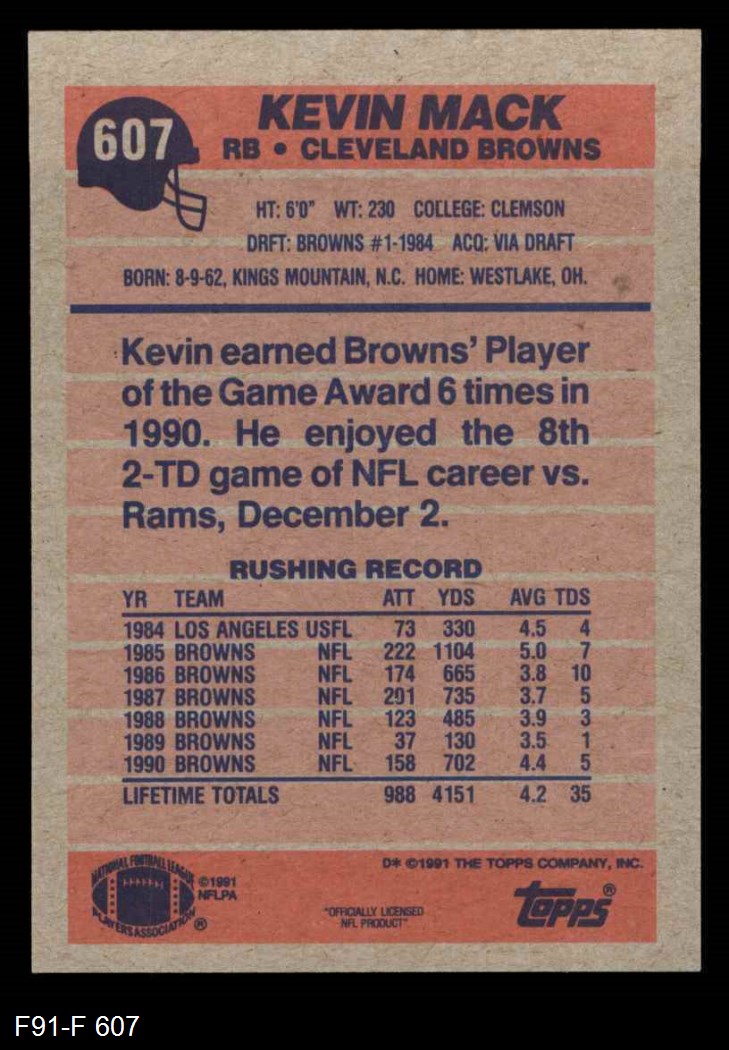 607
KEVIN MACK
RB • CLEVELAND BROWNS
HT: 6'0" WT: 230 COLLEGE: CLEMSON
DRFT: BROWNS #1-1984 ACQ: VIA DRAFT
BORN: 8-9-62, KINGS MOUNTAIN, N.C. HOME: WESTLAKE, OH.
Kevin earned Browns' Player
of the Game Award 6 times in
1990. He enjoyed the 8th
2-TD game of NFL career vs.
Rams, December 2.
RUSHING RECORD
YR TEAM ATT YDS AVG TDS
1984 LOS ANGELES USFL 73 330 4.5 4
1985 BROWNS NFL 222 1104 5.0 7
1986 BROWNS NFL 174 665 3.8 10
1987 BROWNS NFL 201 735 3.7 5
1988 BROWNS NFL 123 485 3.9 3
1989 BROWNS NFL 37 130 3.5 1
1990 BROWNS NFL 158 702 4.4 5
LIFETIME TOTALS 988 4151 4.2 35
D* ©1991 THE TOPPS COMPANY, INC.
NATIONAL FOOTBALL LEAGUE
PLAYERS ASSOCIATION ®
©1991
NFLPA
"OFFICIALLY LICENSED
NFL PRODUCT"
topps®
F91-F 607